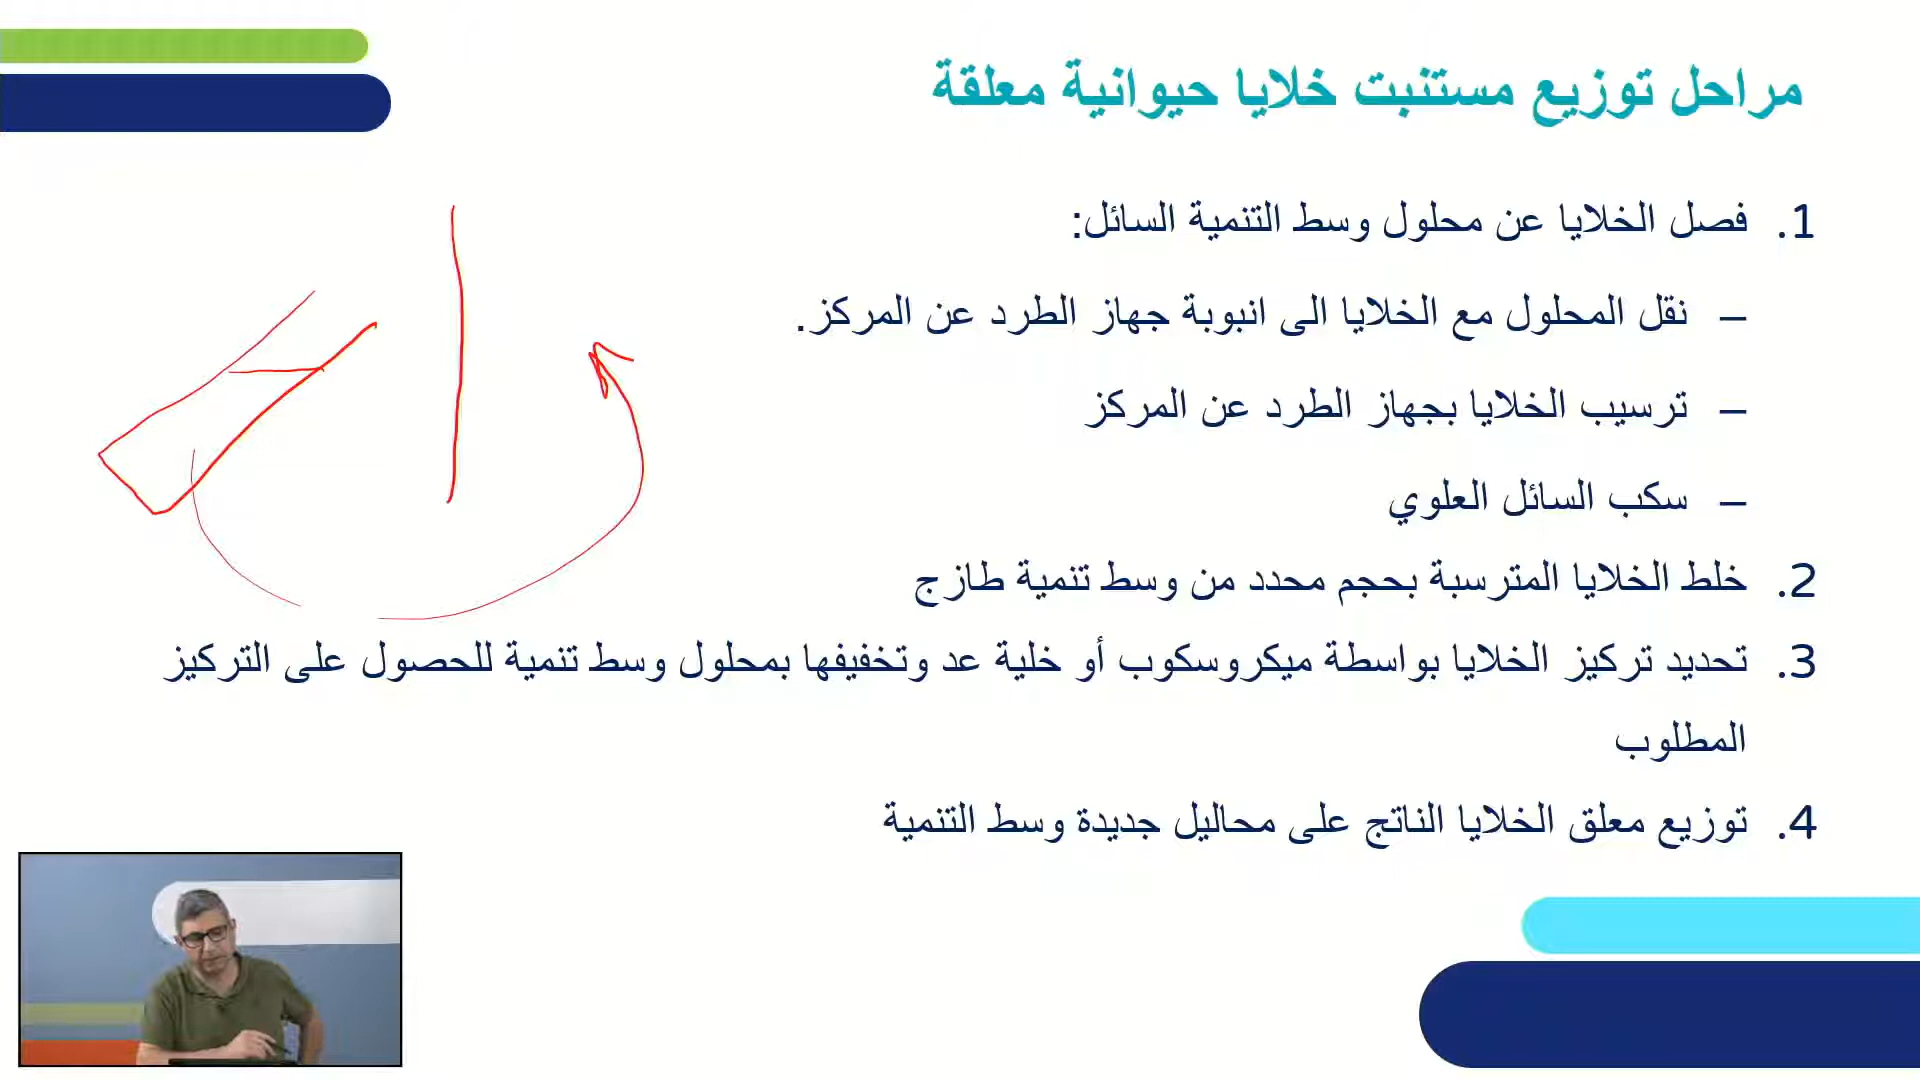 مراحل توزيع مستنبت خلايا حيوانية معلقة
1. فصل الخلايا عن محلول وسط التنمية السائل:
– نقل المحلول مع الخلايا الى انبوبة جهاز الطرد عن المركز.
– ترسيب الخلايا بجهاز الطرد عن المركز
– سكب السائل العلوي
2. خلط الخلايا المترسبة بحجم محدد من وسط تنمية طازج
3. تحديد تركيز الخلايا بواسطة ميكروسكوب أو خلية عد وتخفيفها بمحلول وسط تنمية للحصول على التركيز
المطلوب
4. توزيع معلق الخلايا الناتج على محاليل جديدة وسط التنمية